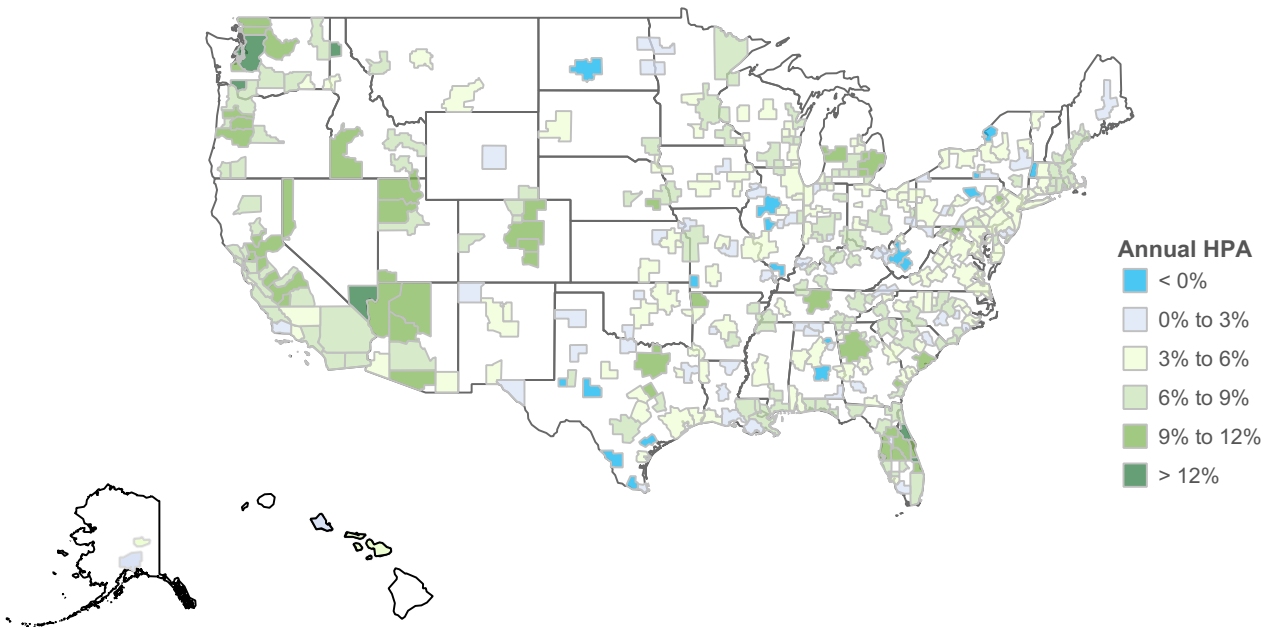 Annual HPA
< 0%
0% to 3%
3% to 6%
6% to 9%
9% to 12%
> 12%